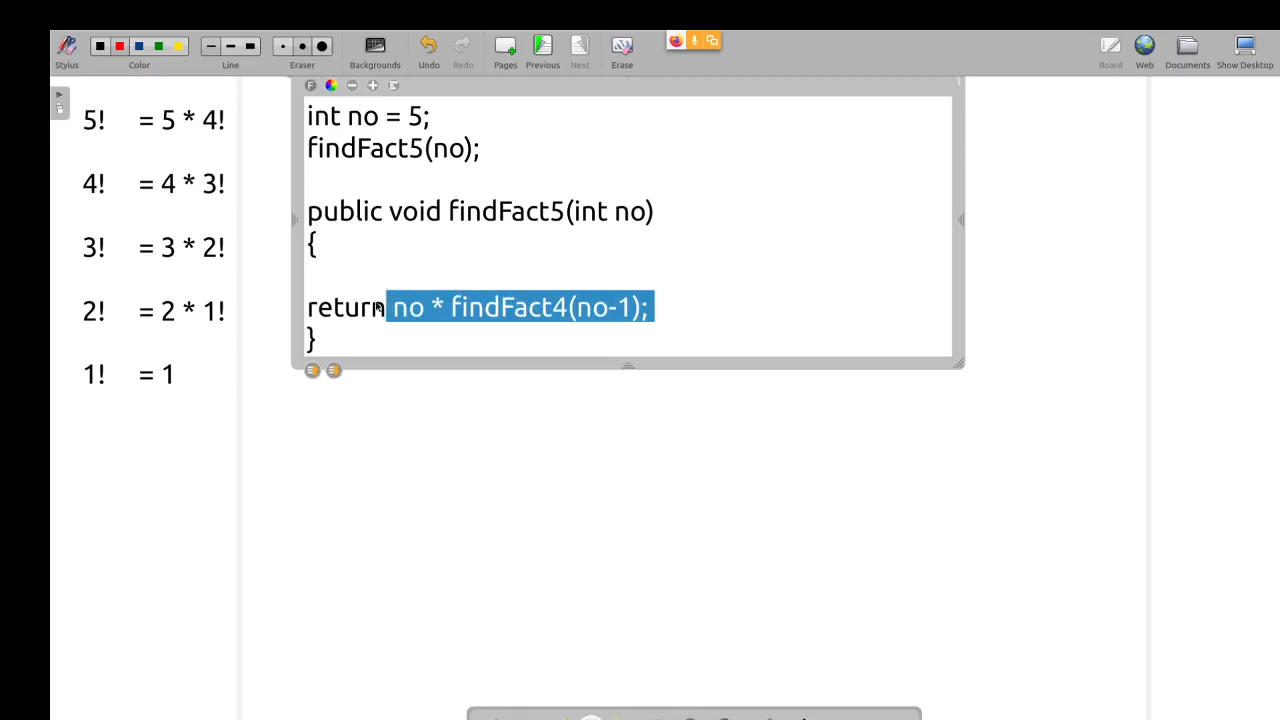 Stylus
Color
Line
Eraser
Backgrounds
Undo
Redo
Pages
Previous
Next
Erase
Board
Web
Documents
Show Desktop
5! = 5 * 4!
4! = 4 * 3!
3! = 3 * 2!
2! = 2 * 1!
1! = 1
F
int no = 5;
findFact5(no);
public void findFact5(int no)
{
return no * findFact4(no-1);
}